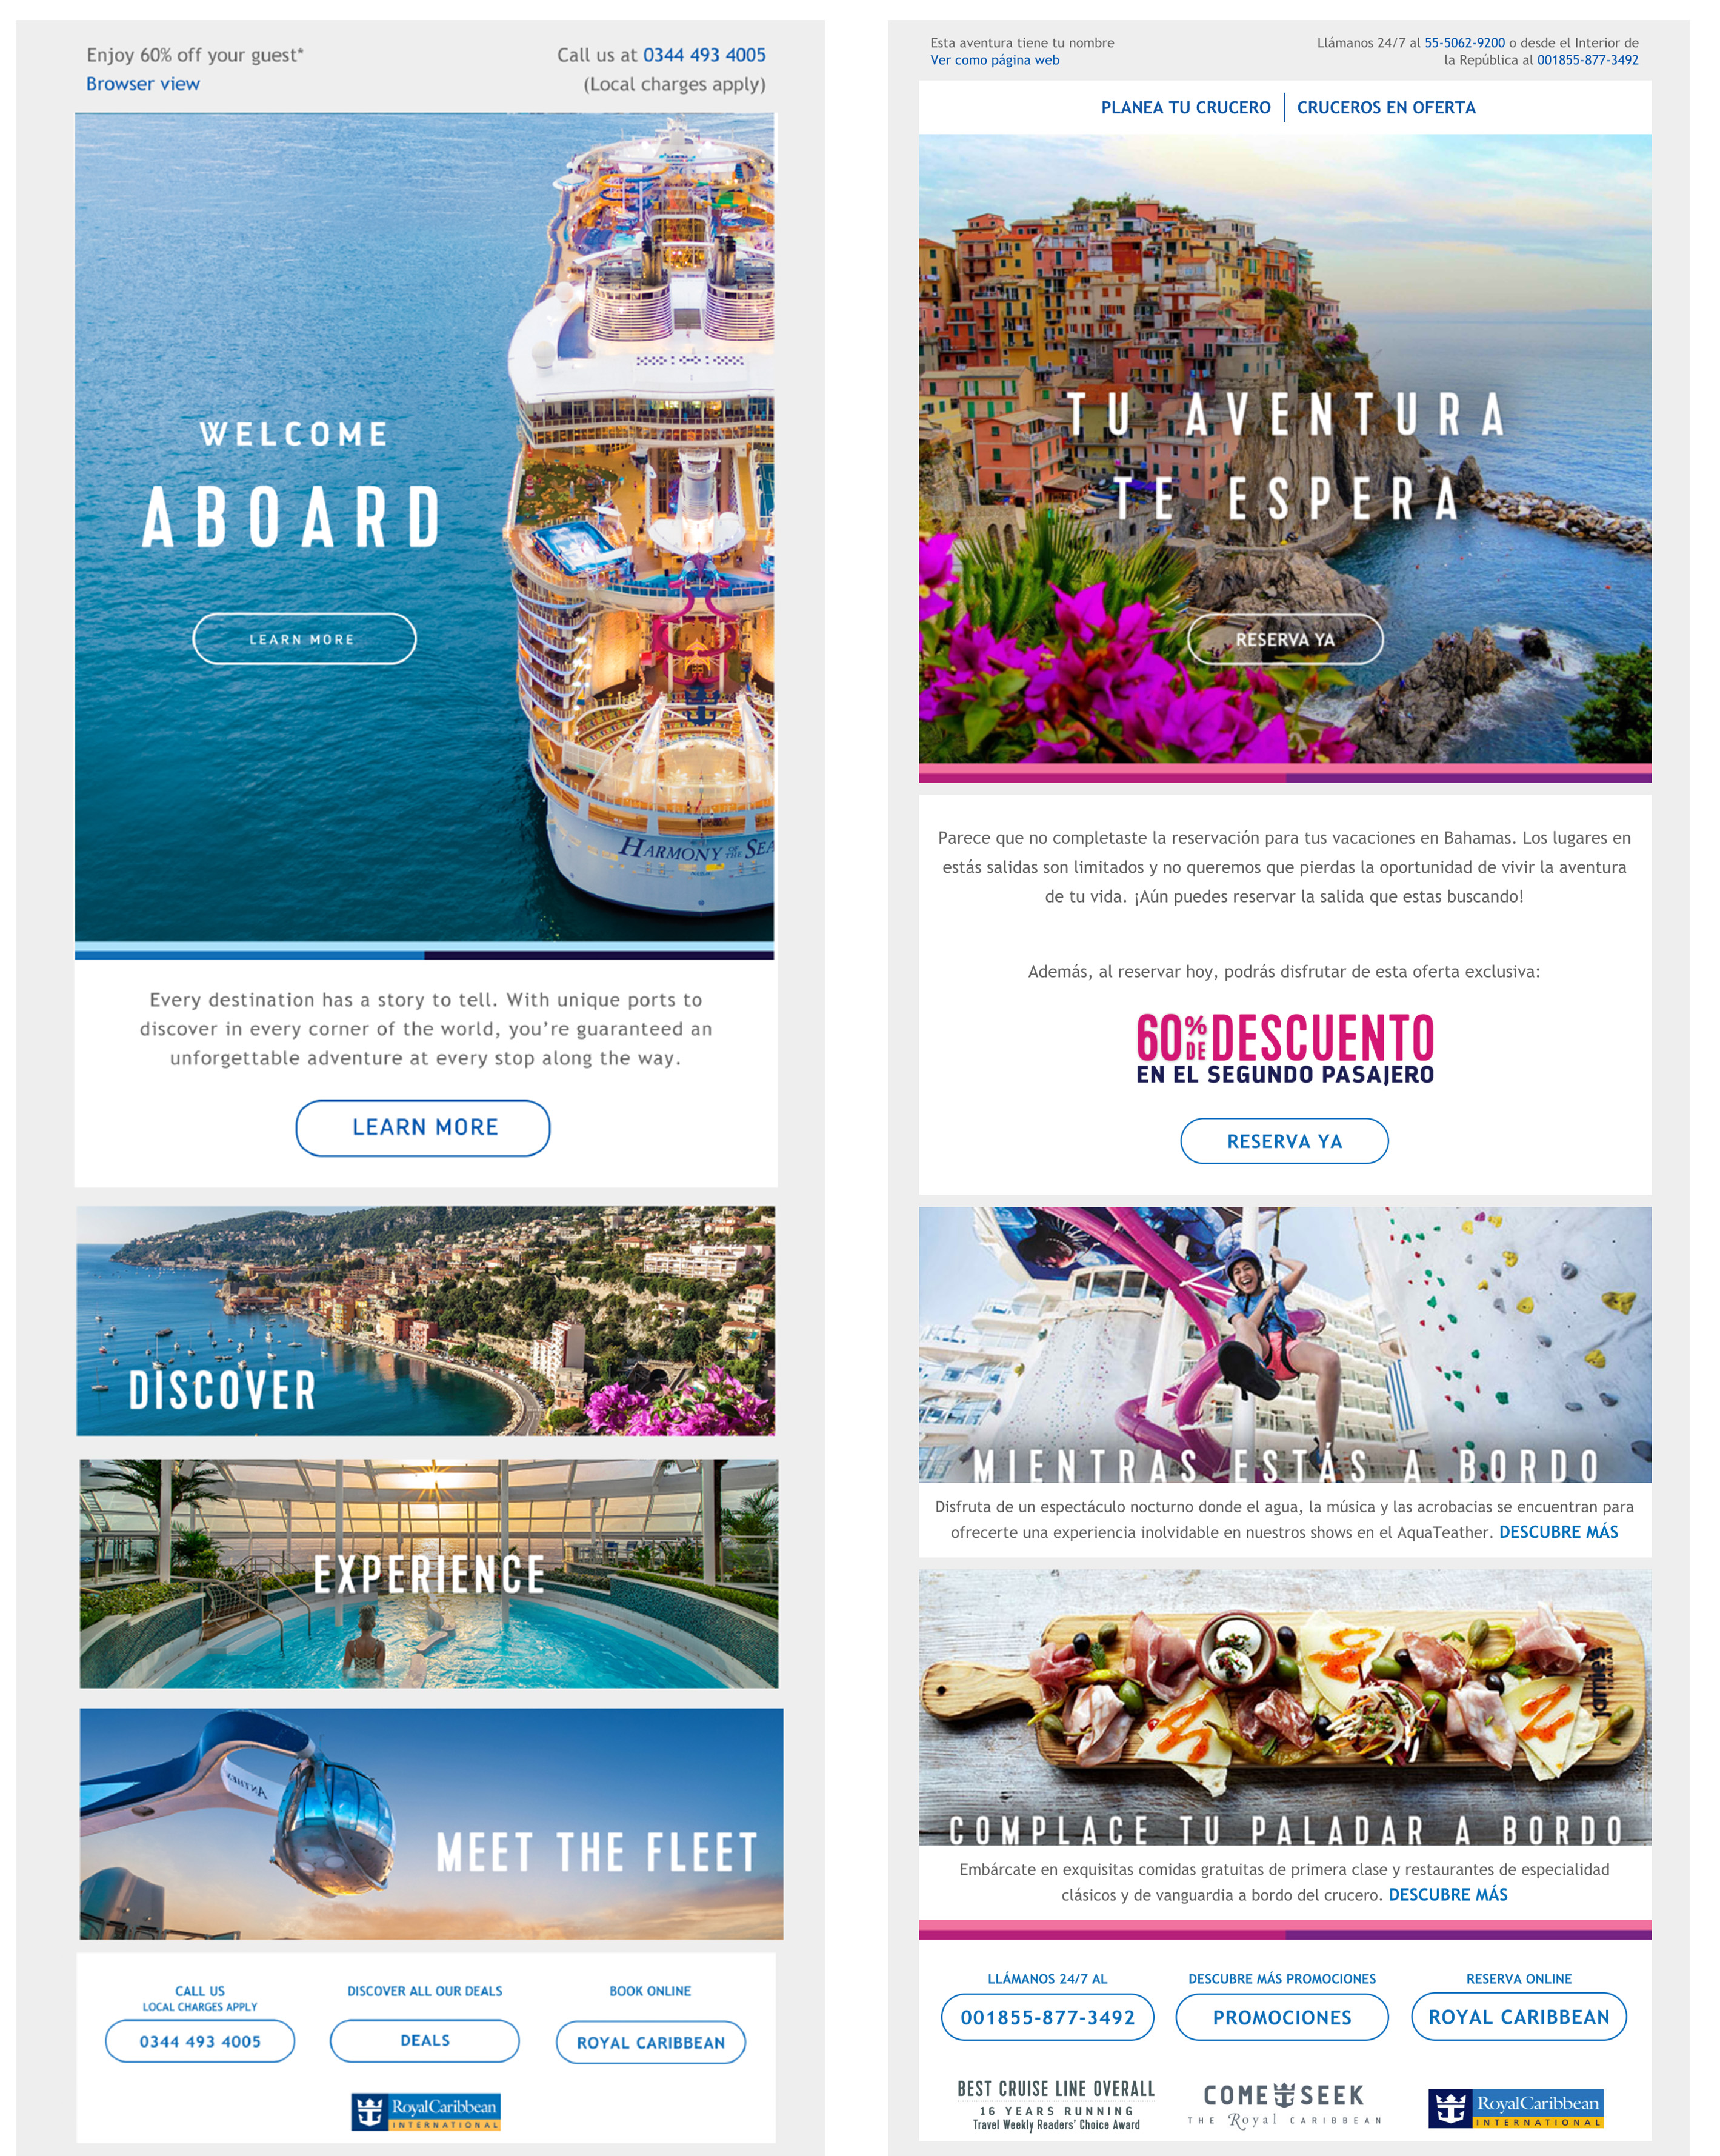 Enjoy 60% off your guest*
Browser view
Call us at 0344 493 4005
(Local charges apply)
WELCOME
ABOARD
LEARN MORE
HARMONY OF THE SEA
Every destination has a story to tell. With unique ports to
discover in every corner of the world, you're guaranteed an
unforgettable adventure at every stop along the way.
LEARN MORE
DISCOVER
EXPERIENCE
MEET THE FLEET
CALL US
LOCAL CHARGES APPLY
0344 493 4005
DISCOVER ALL OUR DEALS
DEALS
BOOK ONLINE
ROYAL CARIBBEAN
RoyalCaribbean
INTERNATIONAL
Esta aventura tiene tu nombre
Ver como página web
Llámanos 24/7 al 55-5062-9200 o desde el Interior de
la República al 001855-877-3492
PLANEA TU CRUCERO | CRUCEROS EN OFERTA
TU AVENTURA
TE ESPERA
RESERVA YA
Parece que no completaste la reservación para tus vacaciones en Bahamas. Los lugares en
estás salidas son limitados y no queremos que pierdas la oportunidad de vivir la aventura
de tu vida. ¡Aún puedes reservar la salida que estas buscando!
Además, al reservar hoy, podrás disfrutar de esta oferta exclusiva:
60% DE DESCUENTO
EN EL SEGUNDO PASAJERO
RESERVA YA
MIENTRAS ESTÁS A BORDO
Disfruta de un espectáculo nocturno donde el agua, la música y las acrobacias se encuentran para
ofrecerte una experiencia inolvidable en nuestros shows en el AquaTeather. DESCUBRE MÁS
jamie's
ITALIAN
COMPLACE TU PALADAR A BORDO
Embárcate en exquisitas comidas gratuitas de primera clase y restaurantes de especialidad
clásicos y de vanguardia a bordo del crucero. DESCUBRE MÁS
LLÁMANOS 24/7 AL
001855-877-3492
DESCUBRE MÁS PROMOCIONES
PROMOCIONES
RESERVA ONLINE
ROYAL CARIBBEAN
BEST CRUISE LINE OVERALL
16 YEARS RUNNING
Travel Weekly Readers' Choice Award
COME SEEK
THE Royal CARIBBEAN
RoyalCaribbean
INTERNATIONAL